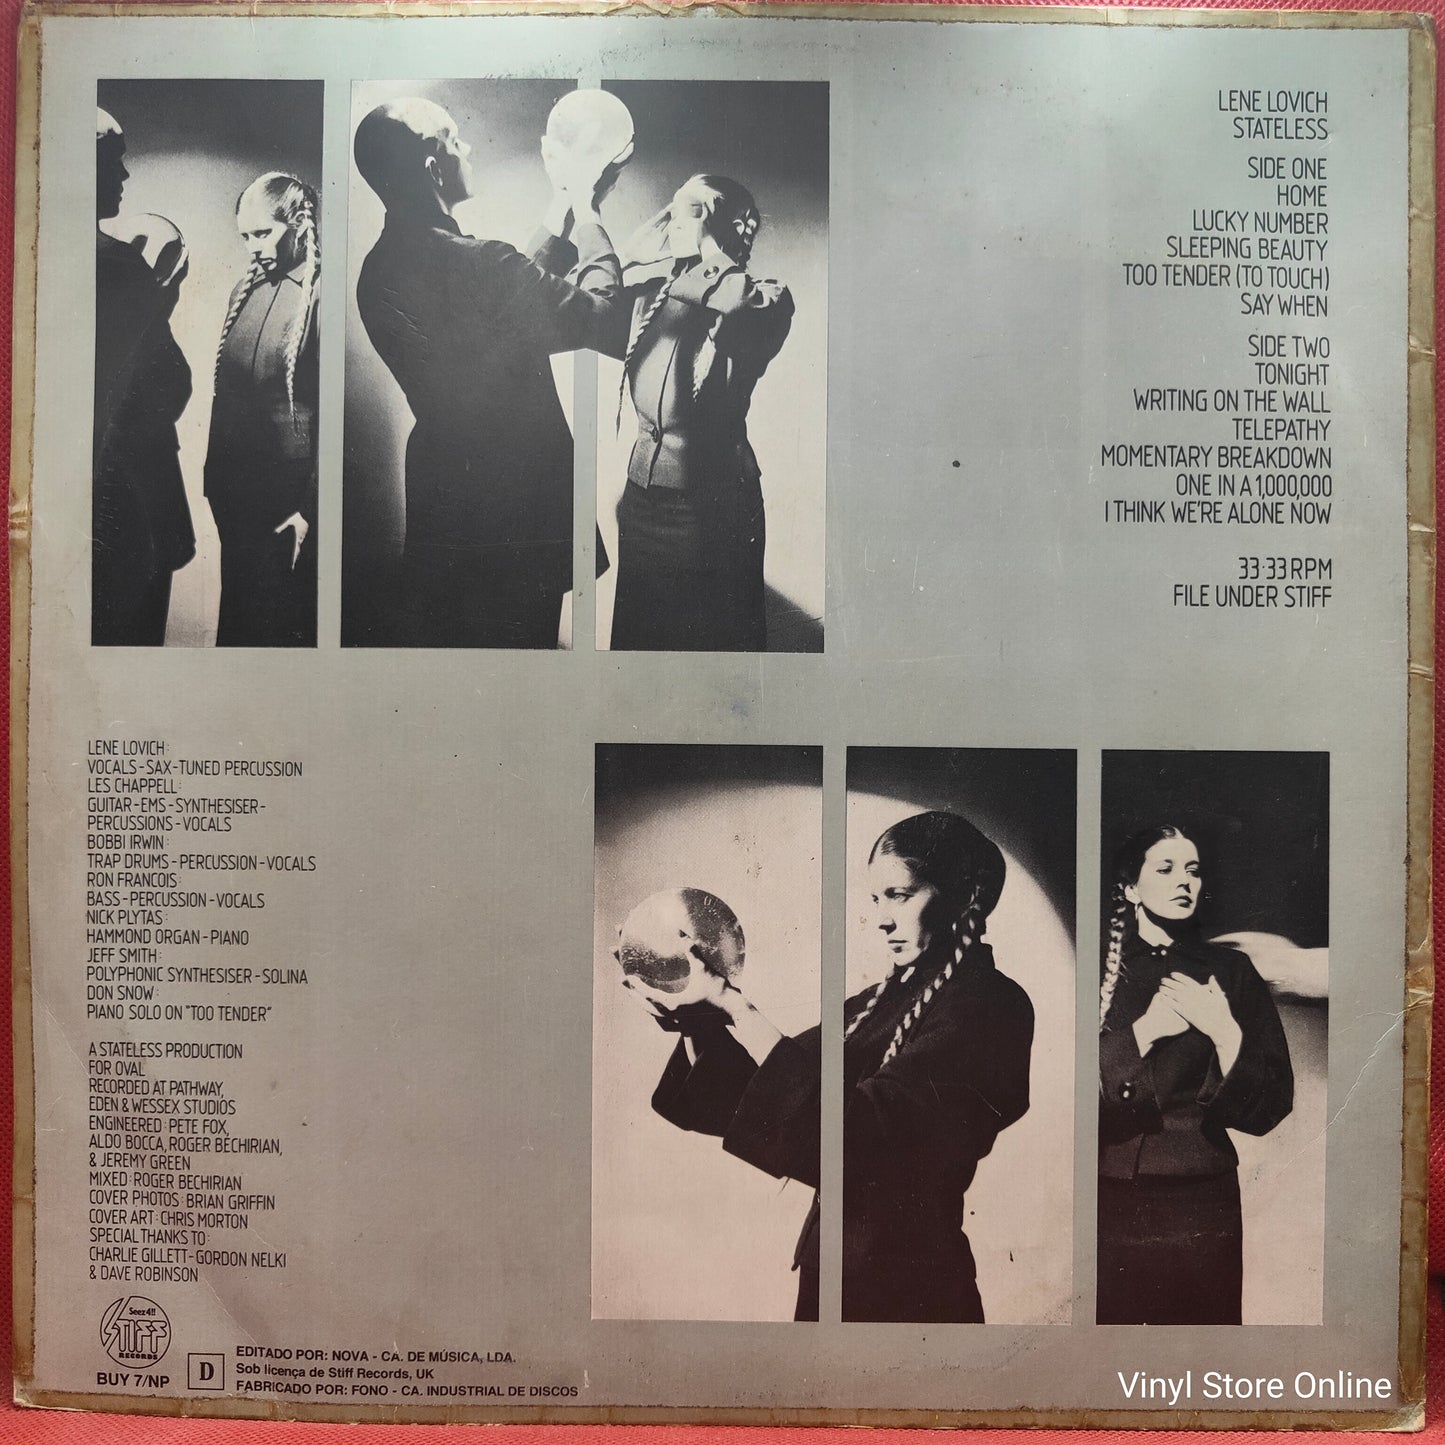 LENE LOVICH
STATELESS
SIDE ONE
HOME
LUCKY NUMBER
SLEEPING BEAUTY
TOO TENDER (TO TOUCH)
SAY WHEN
SIDE TWO
TONIGHT
WRITING ON THE WALL
TELEPATHY
MOMENTARY BREAKDOWN
ONE IN A 1,000,000
I THINK WE'RE ALONE NOW
33·33 RPM
FILE UNDER STIFF
LENE LOVICH:
VOCALS-SAX-TUNED PERCUSSION
LES CHAPPELL:
GUITAR-EMS-SYNTHESISER-
PERCUSSIONS-VOCALS
BOBBI IRWIN:
TRAP DRUMS-PERCUSSION-VOCALS
RON FRANCOIS:
BASS-PERCUSSION-VOCALS
NICK PLYTAS:
HAMMOND ORGAN-PIANO
JEFF SMITH:
POLYPHONIC SYNTHESISER-SOLINA
DON SNOW:
PIANO SOLO ON "TOO TENDER"
A STATELESS PRODUCTION
FOR OVAL
RECORDED AT PATHWAY,
EDEN & WESSEX STUDIOS
ENGINEERED: PETE FOX,
ALDO BOCCA, ROGER BECHIRIAN,
& JEREMY GREEN
MIXED: ROGER BECHIRIAN
COVER PHOTOS: BRIAN GRIFFIN
COVER ART: CHRIS MORTON
SPECIAL THANKS TO:
CHARLIE GILLETT-GORDON NELKI
& DAVE ROBINSON
Seez 4!!
STIFF
RECORDS
BUY 7/NP
D
EDITADO POR: NOVA - CA. DE MÚSICA, LDA.
Sob licença de Stiff Records, UK
FABRICADO POR: FONO - CA. INDUSTRIAL DE DISCOS
Vinyl Store Online